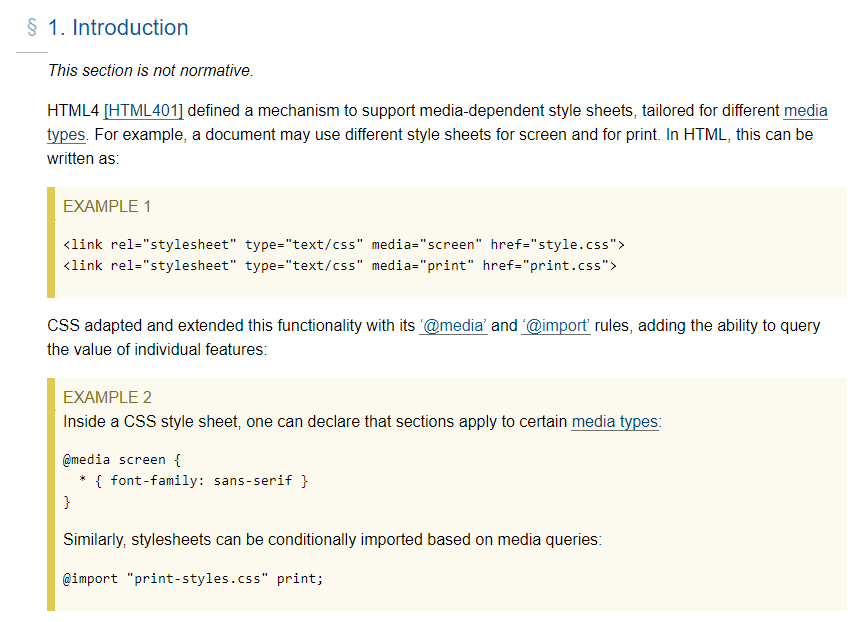 § 1. Introduction
This section is not normative.
HTML4 [HTML401] defined a mechanism to support media-dependent style sheets, tailored for different media
types. For example, a document may use different style sheets for screen and for print. In HTML, this can be
written as:
EXAMPLE 1
<link rel="stylesheet" type="text/css" media="screen" href="style.css">
<link rel="stylesheet" type="text/css" media="print" href="print.css">
CSS adapted and extended this functionality with its ‘@media’ and ‘@import’ rules, adding the ability to query
the value of individual features:
EXAMPLE 2
Inside a CSS style sheet, one can declare that sections apply to certain media types:
@media screen {
  * { font-family: sans-serif }
}
Similarly, stylesheets can be conditionally imported based on media queries:
@import "print-styles.css" print;